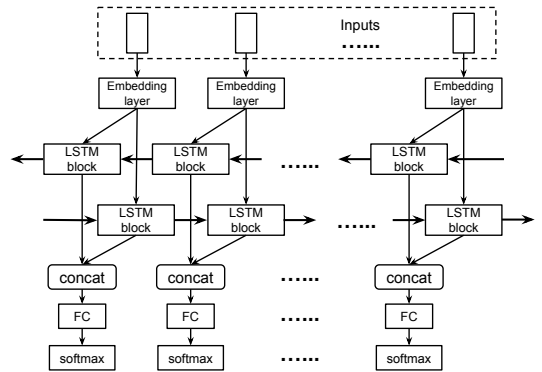 Inputs
......
Embedding
layer
Embedding
layer
Embedding
layer
LSTM
block
LSTM
block
......
LSTM
block
LSTM
block
LSTM
block
......
LSTM
block
concat
concat
......
concat
FC
FC
......
FC
softmax
softmax
......
softmax